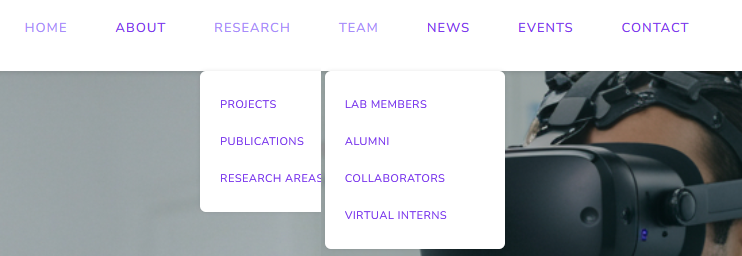 HOME ABOUT RESEARCH TEAM NEWS EVENTS CONTACT
PROJECTS
PUBLICATIONS
RESEARCH AREAS
LAB MEMBERS
ALUMNI
COLLABORATORS
VIRTUAL INTERNS